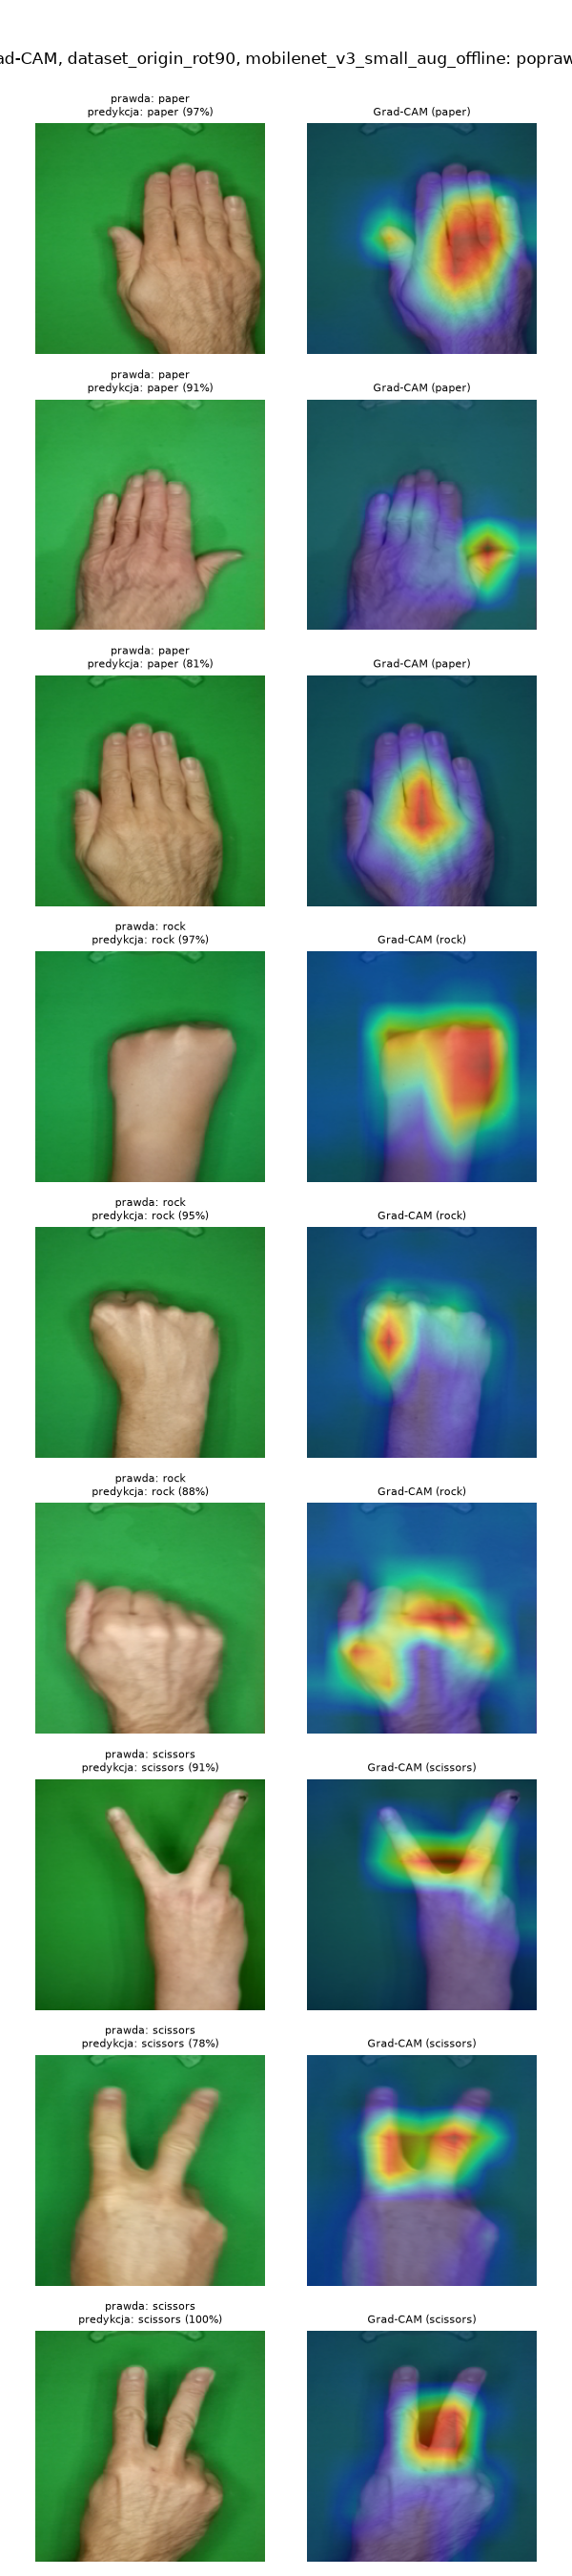 ad-CAM, dataset_origin_rot90, mobilenet_v3_small_aug_offline: popraw
prawda: paper
predykcja: paper (97%)
Grad-CAM (paper)
prawda: paper
predykcja: paper (91%)
Grad-CAM (paper)
prawda: paper
predykcja: paper (81%)
Grad-CAM (paper)
prawda: rock
predykcja: rock (97%)
Grad-CAM (rock)
prawda: rock
predykcja: rock (95%)
Grad-CAM (rock)
prawda: rock
predykcja: rock (88%)
Grad-CAM (rock)
prawda: scissors
predykcja: scissors (91%)
Grad-CAM (scissors)
prawda: scissors
predykcja: scissors (78%)
Grad-CAM (scissors)
prawda: scissors
predykcja: scissors (100%)
Grad-CAM (scissors)